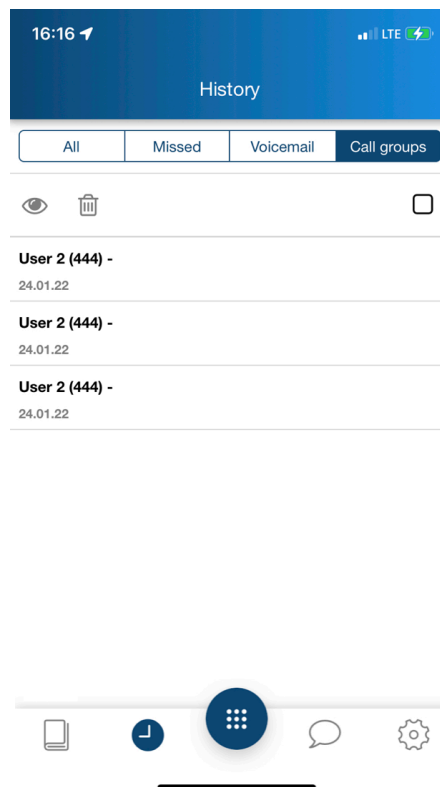 16:16 LTE
History
All Missed Voicemail Call groups
User 2 (444) -
24.01.22
User 2 (444) -
24.01.22
User 2 (444) -
24.01.22